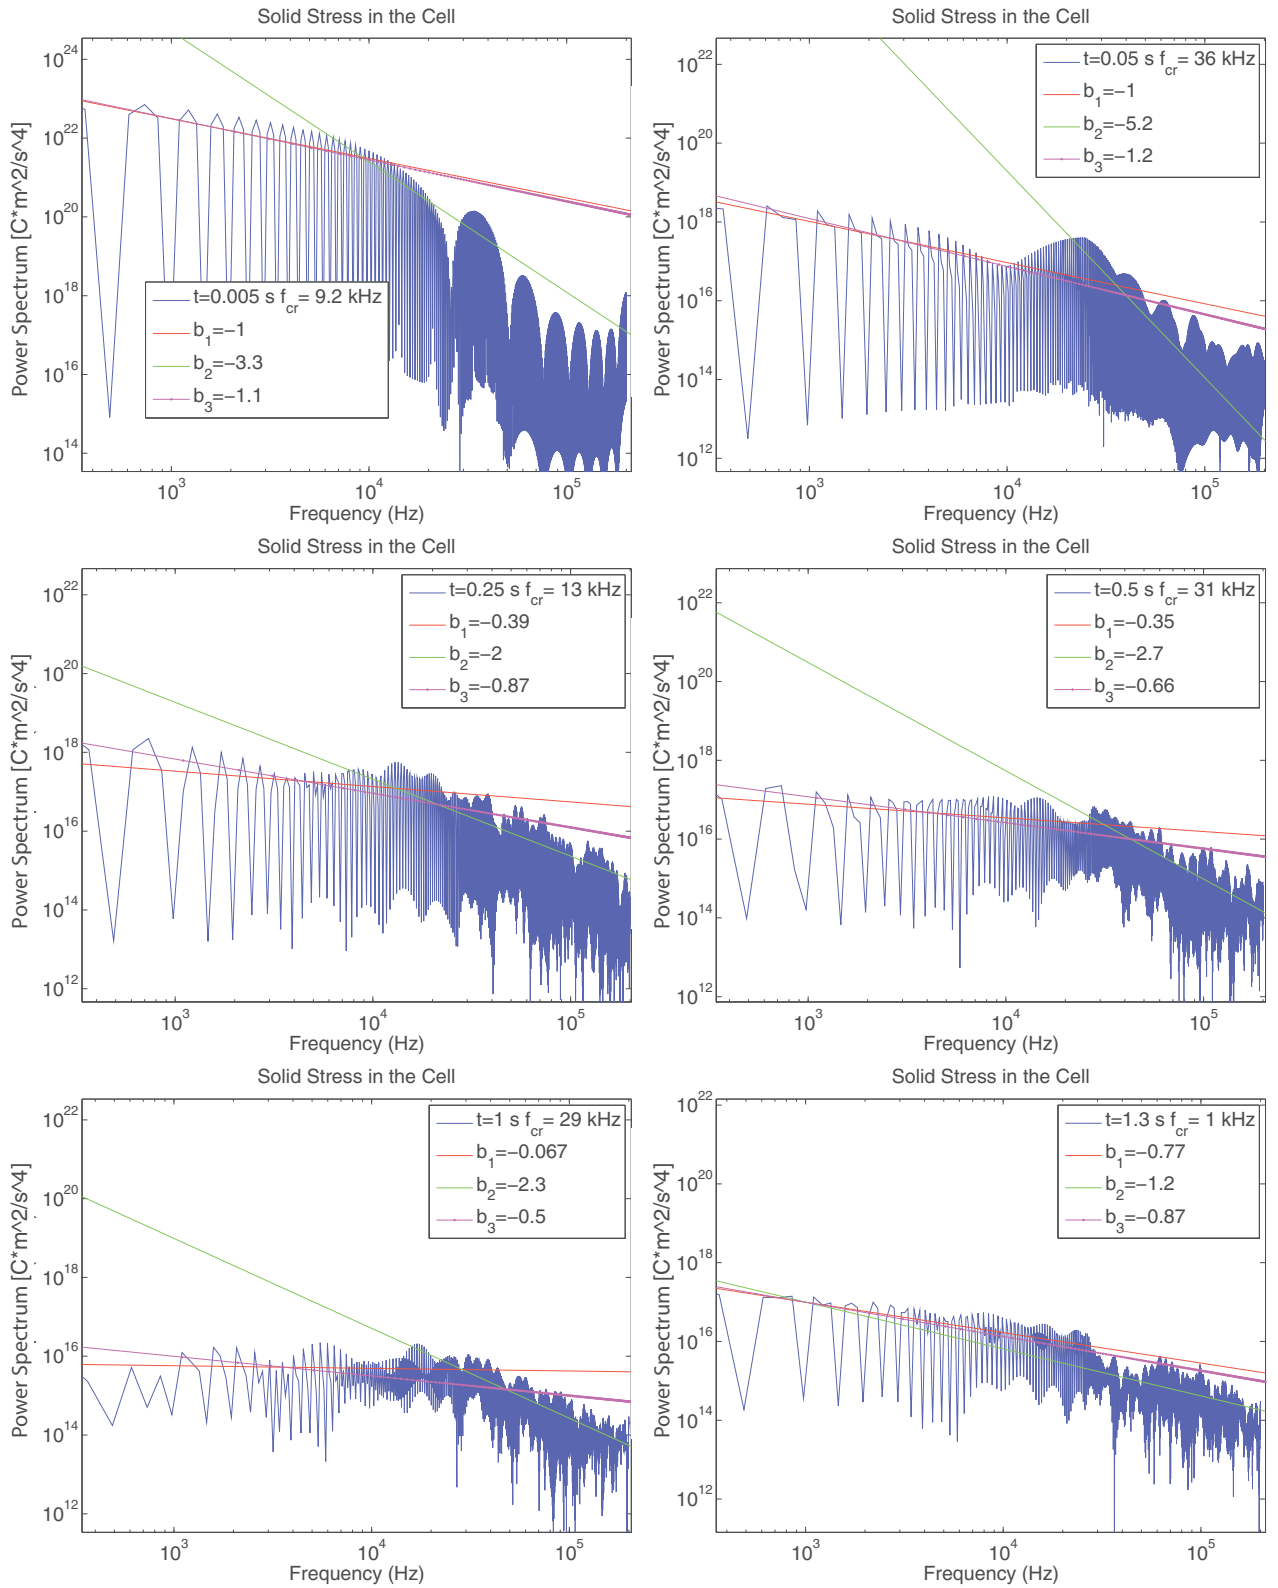 Solid Stress in the Cell
Power Spectrum [C*m^2/s^4]
10^24
10^22
10^20
10^18
10^16
10^14
t=0.005 s f_cr= 9.2 kHz
b_1=−1
b_2=−3.3
b_3=−1.1
10^3
10^4
10^5
Frequency (Hz)
Solid Stress in the Cell
Power Spectrum [C*m^2/s^4]
10^22
10^20
10^18
10^16
10^14
10^12
t=0.05 s f_cr= 36 kHz
b_1=−1
b_2=−5.2
b_3=−1.2
10^3
10^4
10^5
Frequency (Hz)
Solid Stress in the Cell
Power Spectrum [C*m^2/s^4]
10^22
10^20
10^18
10^16
10^14
10^12
t=0.25 s f_cr= 13 kHz
b_1=−0.39
b_2=−2
b_3=−0.87
10^3
10^4
10^5
Frequency (Hz)
Solid Stress in the Cell
Power Spectrum [C*m^2/s^4]
10^22
10^20
10^18
10^16
10^14
10^12
t=0.5 s f_cr= 31 kHz
b_1=−0.35
b_2=−2.7
b_3=−0.66
10^3
10^4
10^5
Frequency (Hz)
Solid Stress in the Cell
Power Spectrum [C*m^2/s^4]
10^22
10^20
10^18
10^16
10^14
10^12
t=1 s f_cr= 29 kHz
b_1=−0.067
b_2=−2.3
b_3=−0.5
10^3
10^4
10^5
Frequency (Hz)
Solid Stress in the Cell
Power Spectrum [C*m^2/s^4]
10^22
10^20
10^18
10^16
10^14
10^12
t=1.3 s f_cr= 1 kHz
b_1=−0.77
b_2=−1.2
b_3=−0.87
10^3
10^4
10^5
Frequency (Hz)